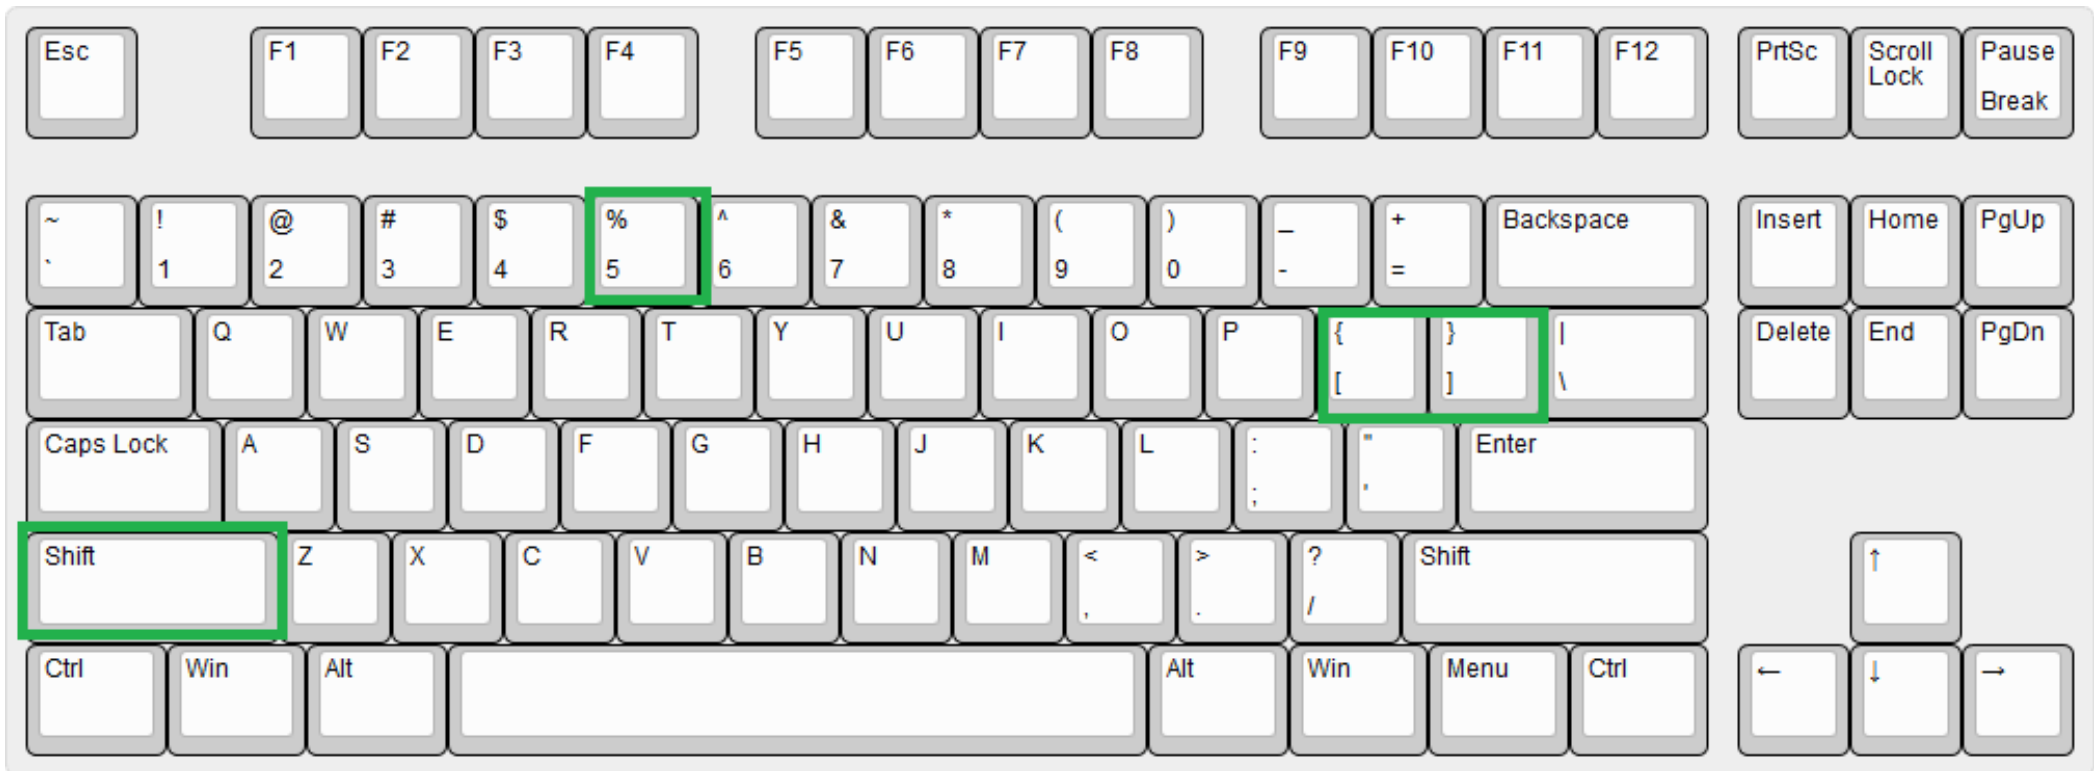 Esc F1 F2 F3 F4 F5 F6 F7 F8 F9 F10 F11 F12 PrtSc Scroll Lock Pause Break
~ ! @ # $ % ^ & * ( ) _ + Backspace Insert Home PgUp
` 1 2 3 4 5 6 7 8 9 0 - =
Tab Q W E R T Y U I O P { } | Delete End PgDn
[ ] \
Caps Lock A S D F G H J K L : " Enter
; '
Shift Z X C V B N M < > ? Shift ↑
, . /
Ctrl Win Alt Alt Win Menu Ctrl ← ↓ →